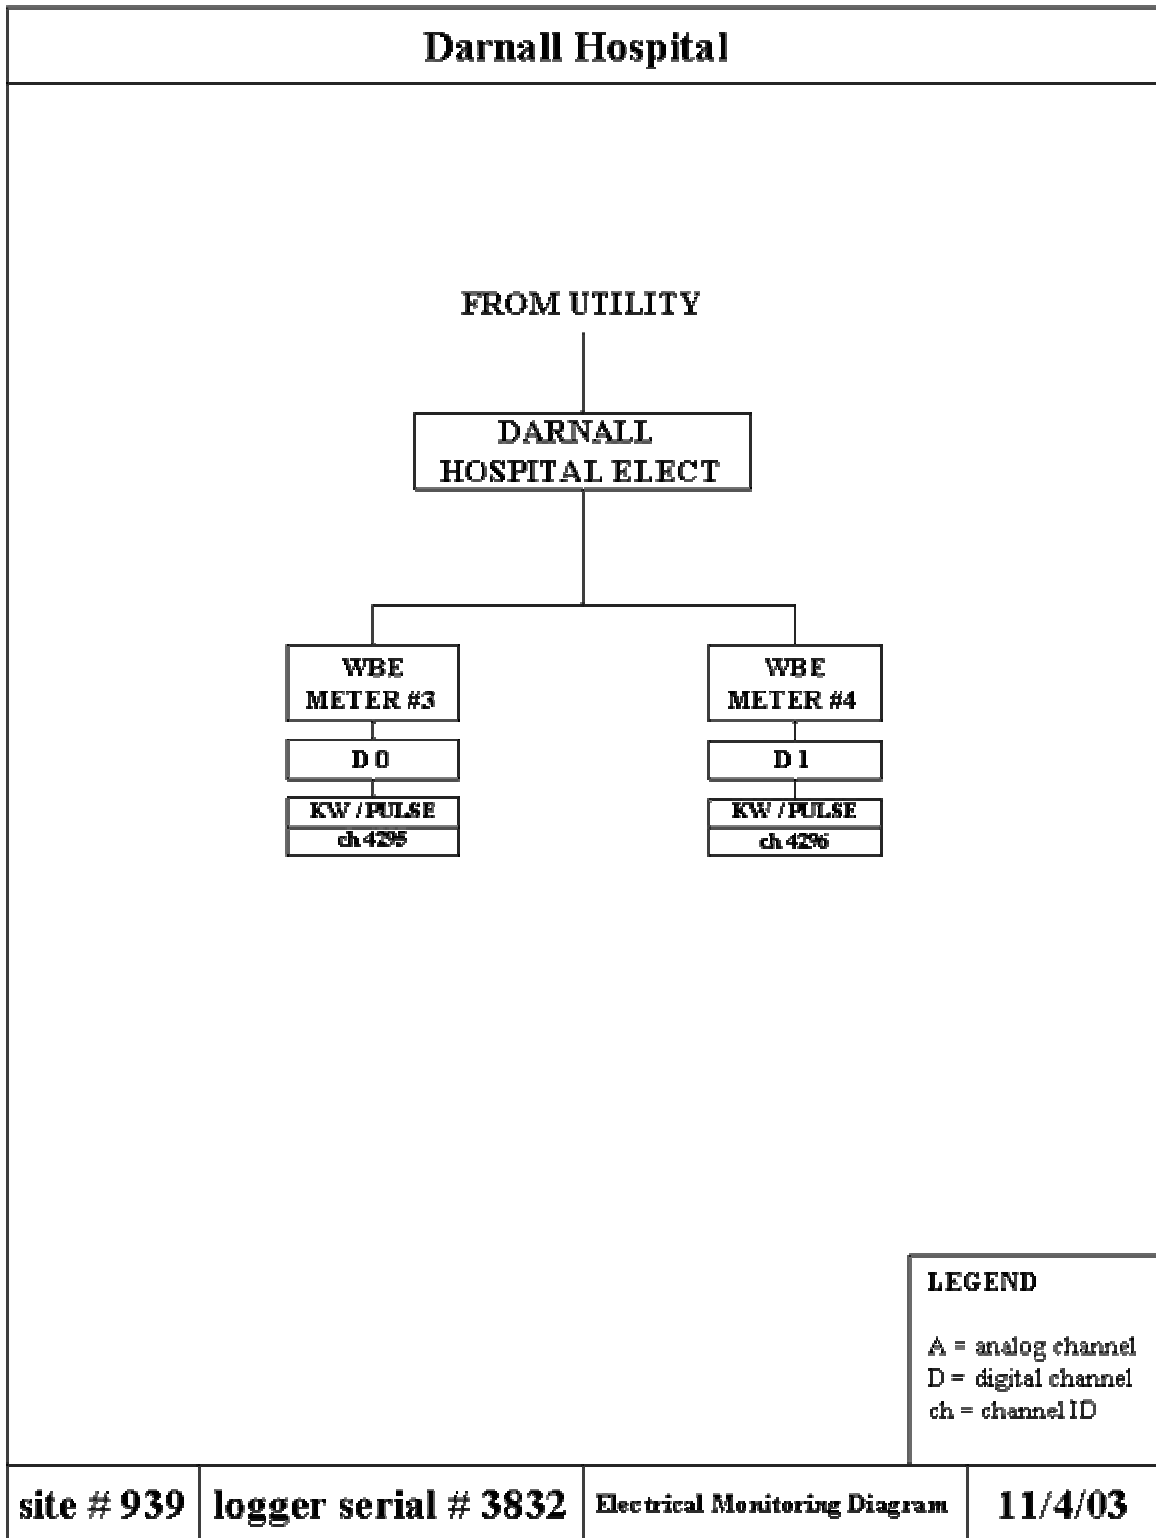 Darnall Hospital
FROM UTILITY
DARNALL
HOSPITAL ELECT
WBE
METER #3
D 0
KW / PULSE
ch 4295
WBE
METER #4
D 1
KW / PULSE
ch 4296
LEGEND
A = analog channel
D = digital channel
ch = channel ID
site # 939
logger serial # 3832
Electrical Monitoring Diagram
11/4/03